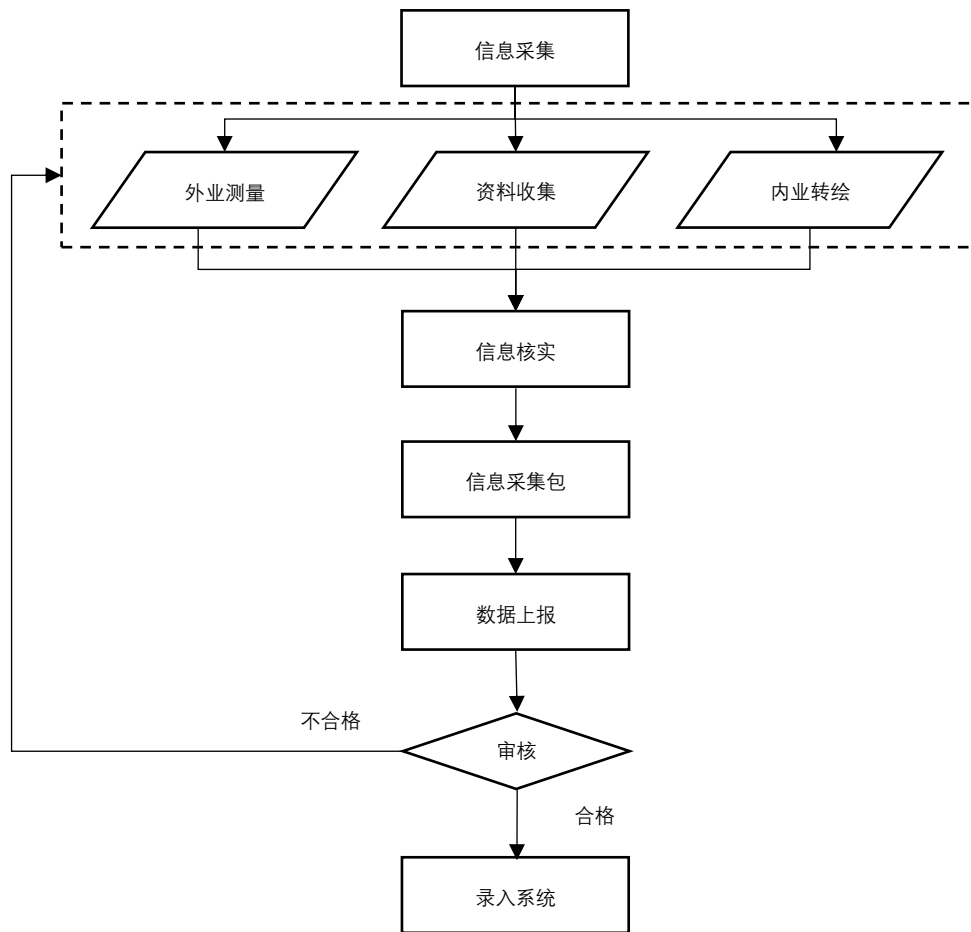 信息采集
外业测量
资料收集
内业转绘
信息核实
信息采集包
数据上报
不合格
审核
合格
录入系统